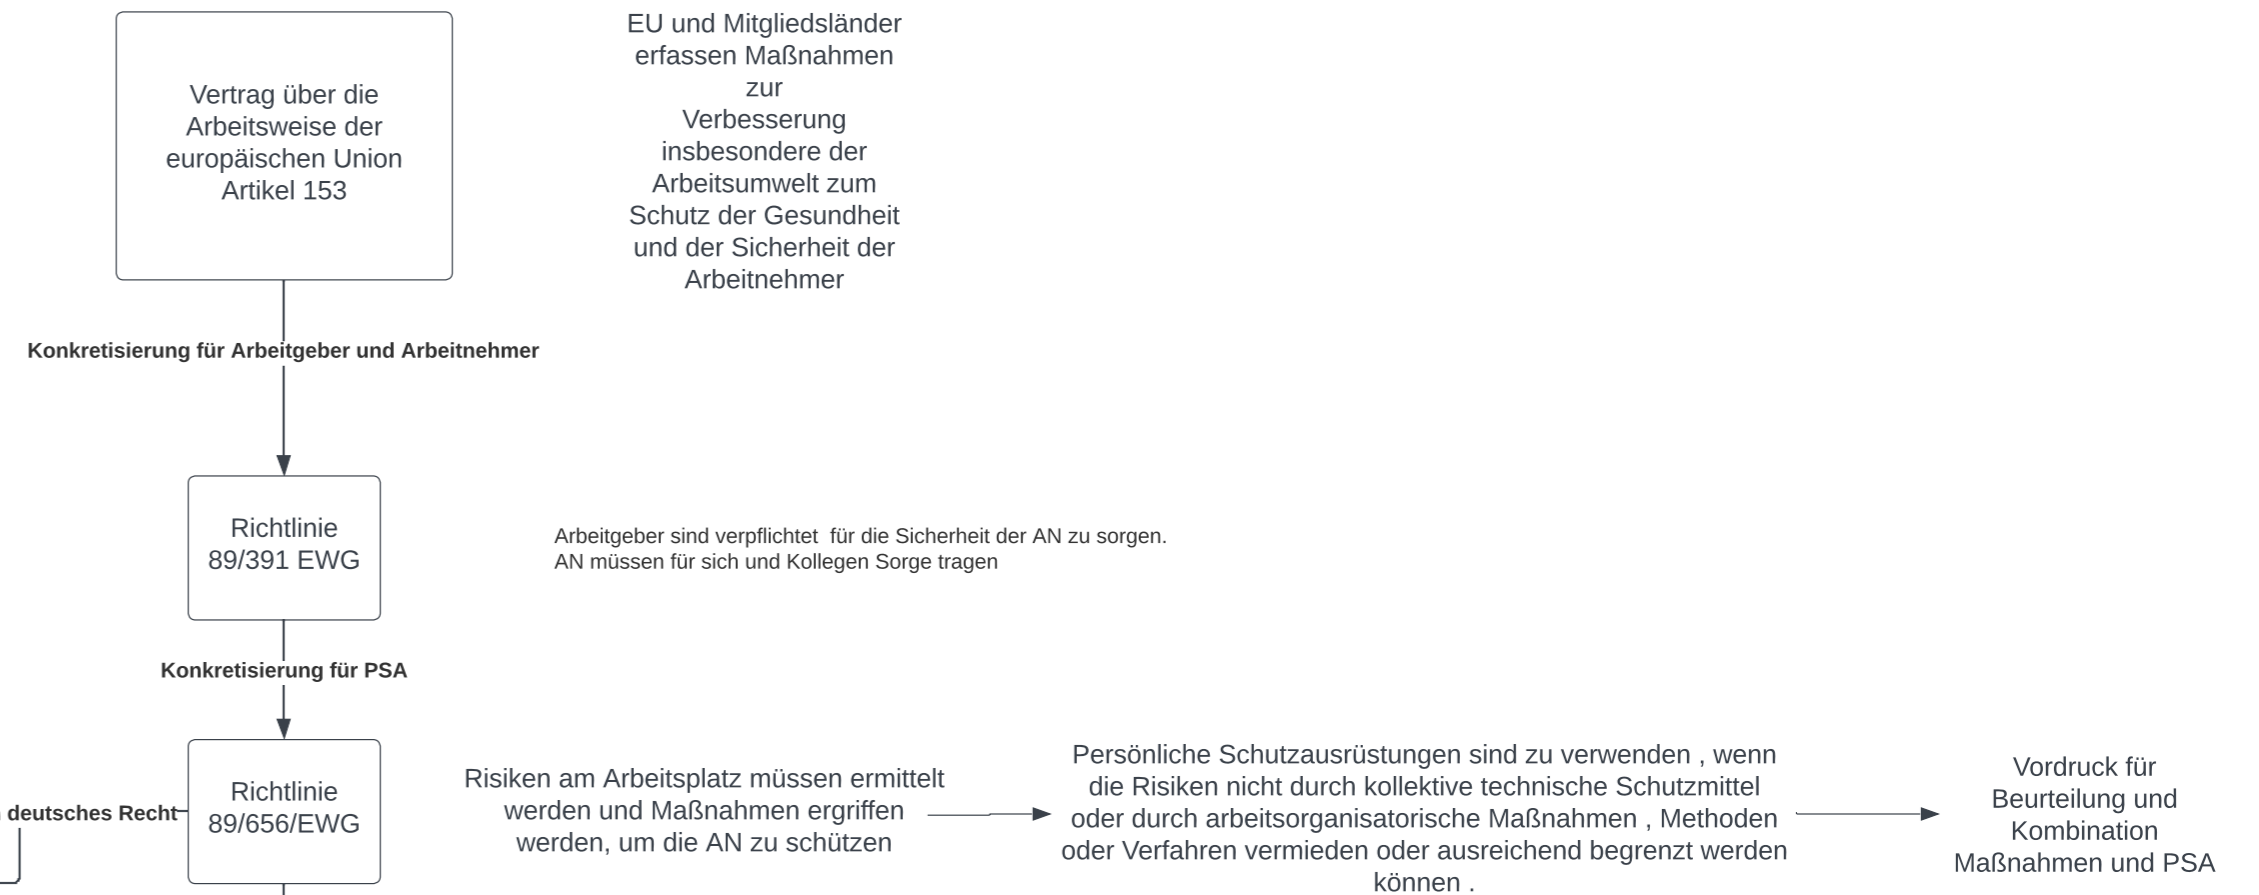 Vertrag über die
Arbeitsweise der
europäischen Union
Artikel 153
EU und Mitgliedsländer
erfassen Maßnahmen
zur
Verbesserung
insbesondere der
Arbeitsumwelt zum
Schutz der Gesundheit
und der Sicherheit der
Arbeitnehmer
Konkretisierung für Arbeitgeber und Arbeitnehmer
Richtlinie
89/391 EWG
Arbeitgeber sind verpflichtet  für die Sicherheit der AN zu sorgen.
AN müssen für sich und Kollegen Sorge tragen
Konkretisierung für PSA
deutsches Recht
Richtlinie
89/656/EWG
Risiken am Arbeitsplatz müssen ermittelt
werden und Maßnahmen ergriffen
werden, um die AN zu schützen
Persönliche Schutzausrüstungen sind zu verwenden , wenn
die Risiken nicht durch kollektive technische Schutzmittel
oder durch arbeitsorganisatorische Maßnahmen , Methoden
oder Verfahren vermieden oder ausreichend begrenzt werden
können .
Vordruck für
Beurteilung und
Kombination
Maßnahmen und PSA